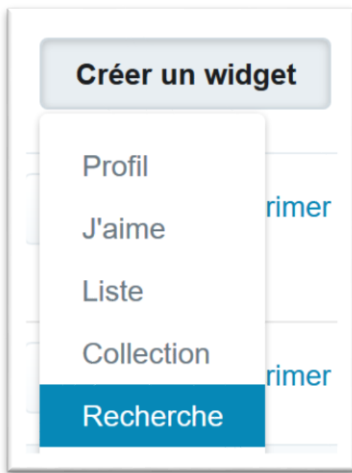 Créer un widget
Profil
rimer
J'aime
Liste
Collection
rimer
Recherche